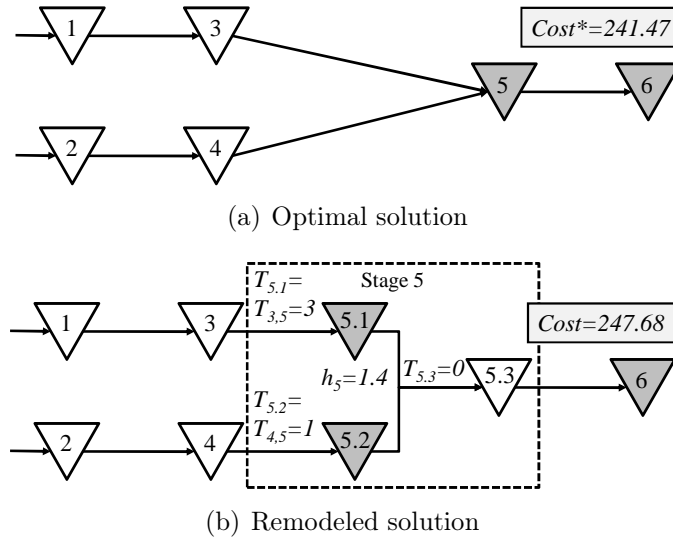 1
3
Cost*=241.47
5
6
2
4
(a) Optimal solution
T5.1=
Stage 5
T3,5=3
1
3
5.1
Cost=247.68
h5=1.4
T5.3=0
5.3
6
T5.2=
T4,5=1
2
4
5.2
(b) Remodeled solution